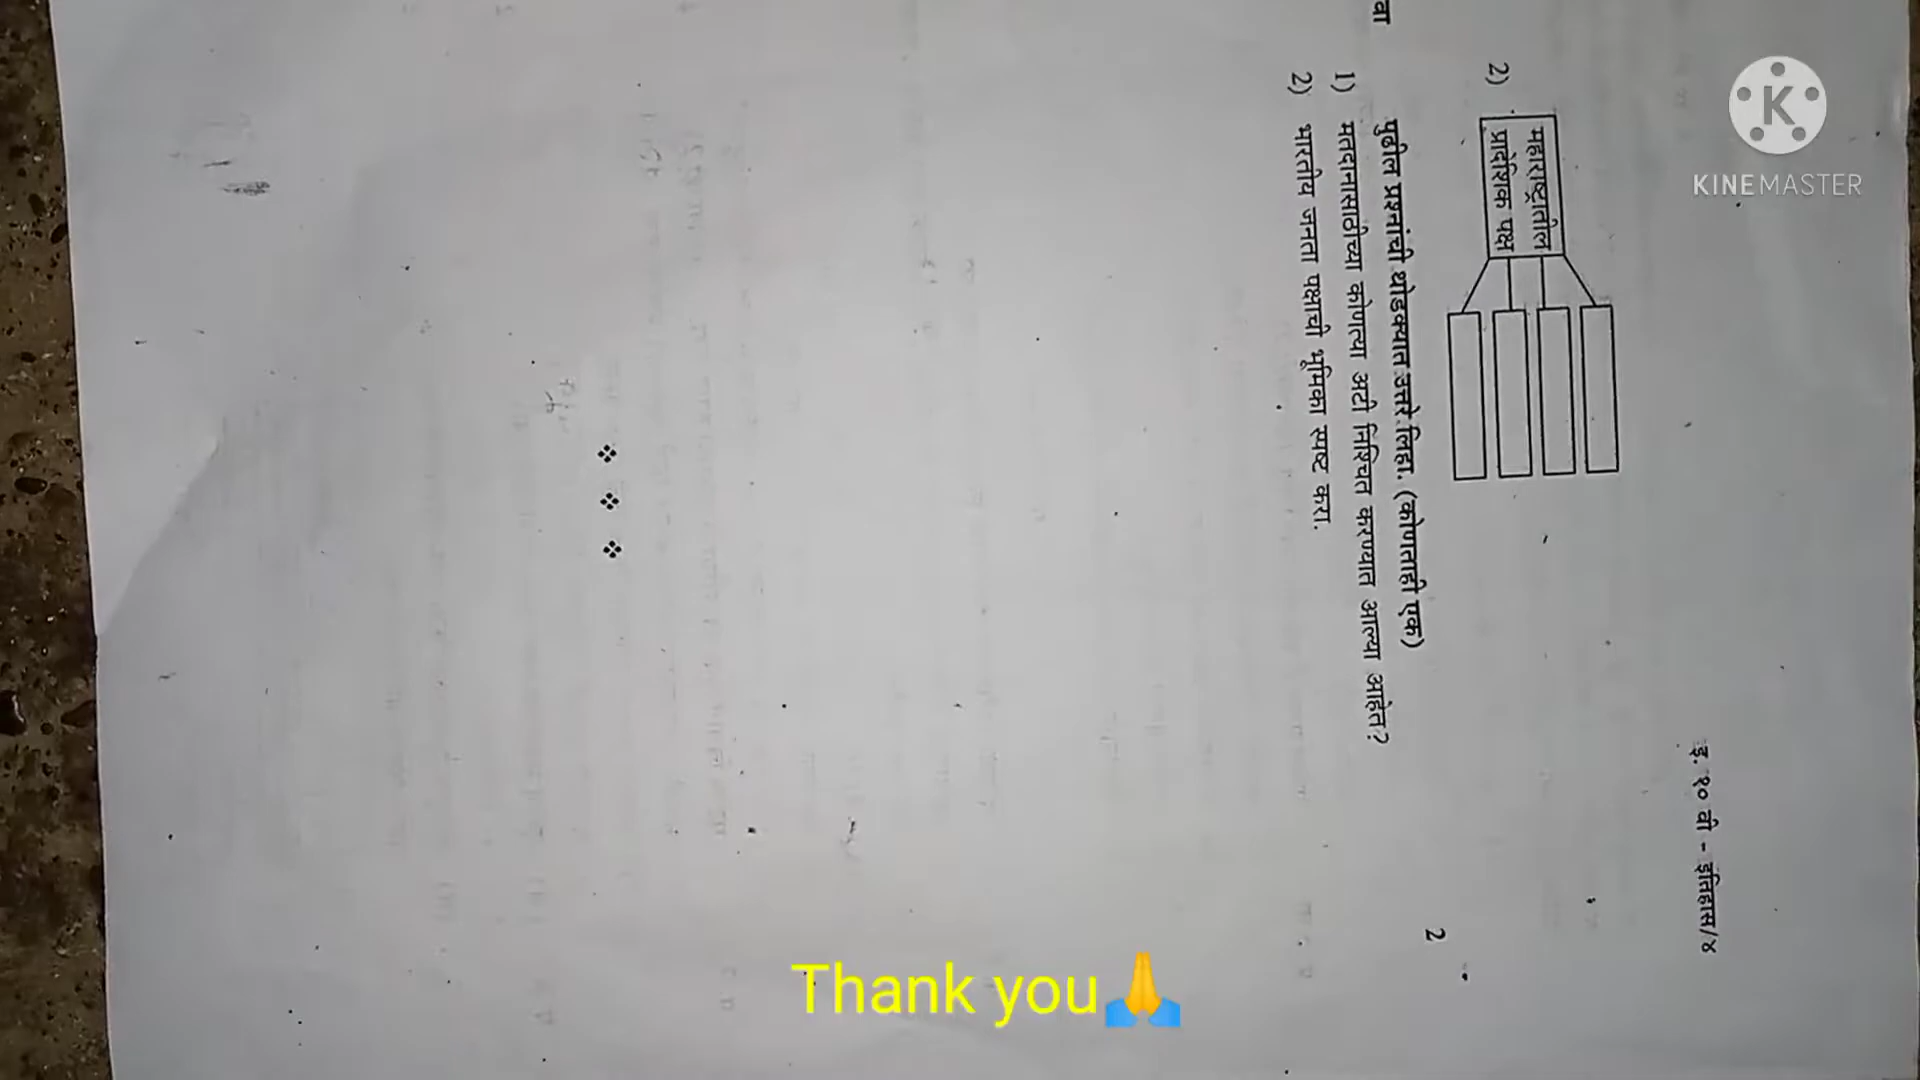 इ. १० वी - इतिहास/४
2)
महाराष्ट्रातील
प्रादेशिक पक्ष
पुढील प्रश्नांची थोडक्यात उत्तरे लिहा. (कोणताही एक)
2
1) मतदानासाठीच्या कोणत्या अटी निश्चित करण्यात आल्या आहेत?
2) भारतीय जनता पक्षाची भूमिका स्पष्ट करा.
K
KINEMASTER
Thank you🙏